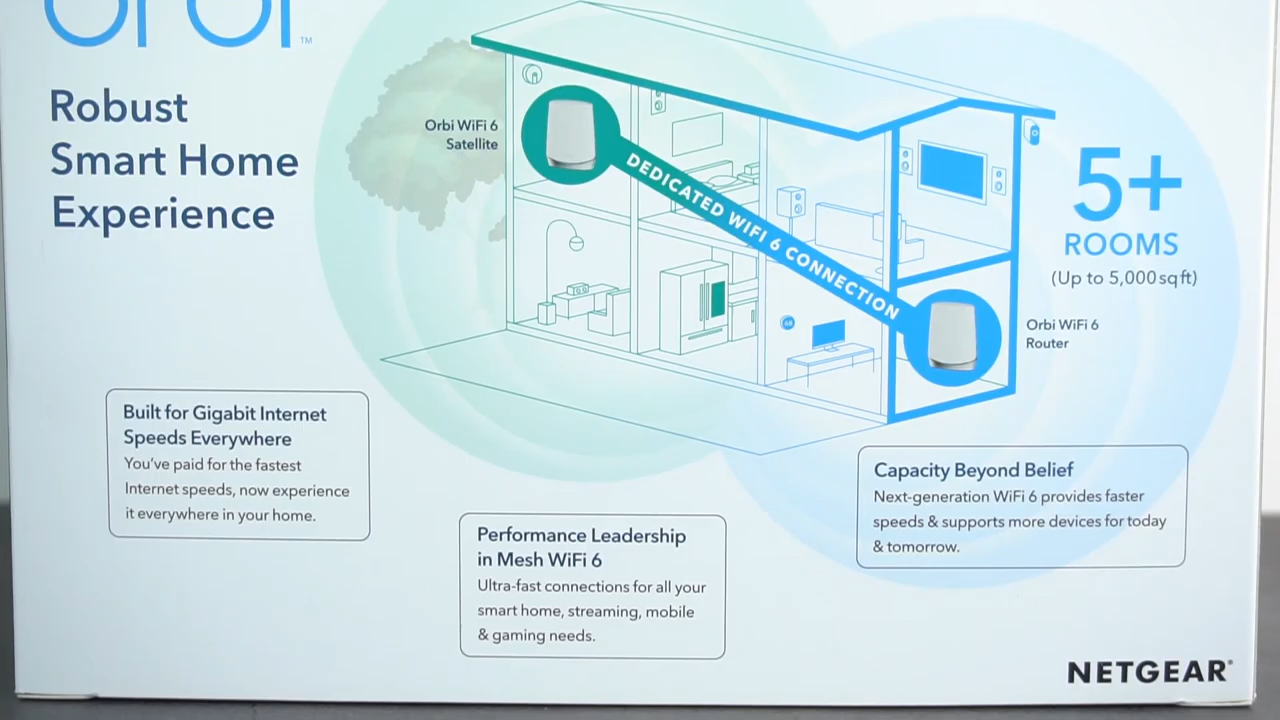 orbi™
Robust
Smart Home
Experience
Orbi WiFi 6
Satellite
DEDICATED WIFI 6 CONNECTION
5+
ROOMS
(Up to 5,000 sq ft)
Orbi WiFi 6
Router
Built for Gigabit Internet
Speeds Everywhere
You've paid for the fastest
Internet speeds, now experience
it everywhere in your home.
Performance Leadership
in Mesh WiFi 6
Ultra-fast connections for all your
smart home, streaming, mobile
& gaming needs.
Capacity Beyond Belief
Next-generation WiFi 6 provides faster
speeds & supports more devices for today
& tomorrow.
NETGEAR®